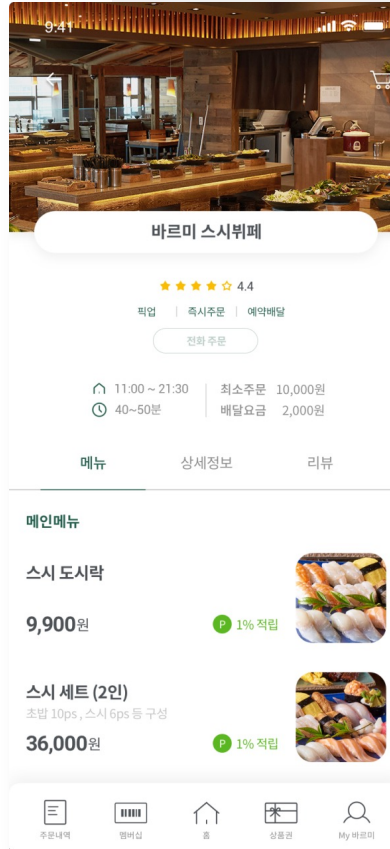 9:41
바르미 스시뷔페
4.4
픽업 | 즉시주문 | 예약배달
전화 주문
11:00 ~ 21:30 최소주문 10,000원
40~50분 배달요금 2,000원
메뉴 상세정보 리뷰
메인메뉴
스시 도시락
9,900원 P 1% 적립
스시 세트 (2인)
초밥 10ps , 스시 6ps 등 구성
36,000원 P 1% 적립
주문내역 멤버십 홈 상품권 My 바르미